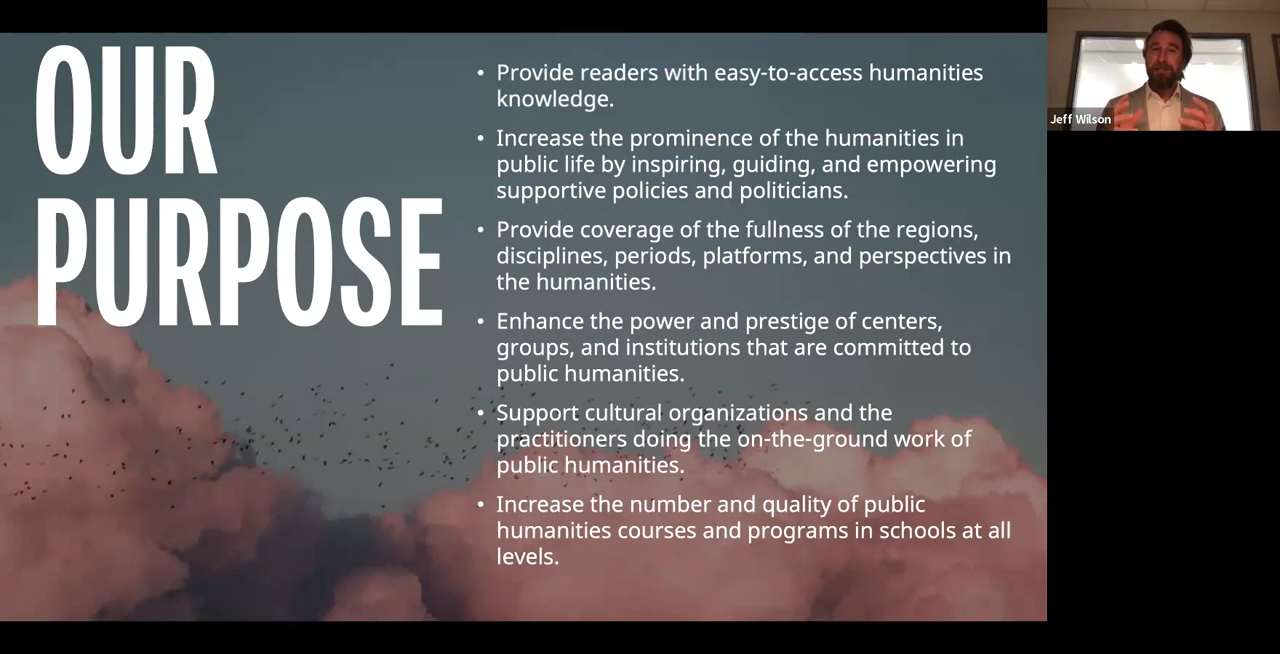 OUR
PURPOSE
• Provide readers with easy-to-access humanities
knowledge.
• Increase the prominence of the humanities in
public life by inspiring, guiding, and empowering
supportive policies and politicians.
• Provide coverage of the fullness of the regions,
disciplines, periods, platforms, and perspectives in
the humanities.
• Enhance the power and prestige of centers,
groups, and institutions that are committed to
public humanities.
• Support cultural organizations and the
practitioners doing the on-the-ground work of
public humanities.
• Increase the number and quality of public
humanities courses and programs in schools at all
levels.
Jeff Wilson